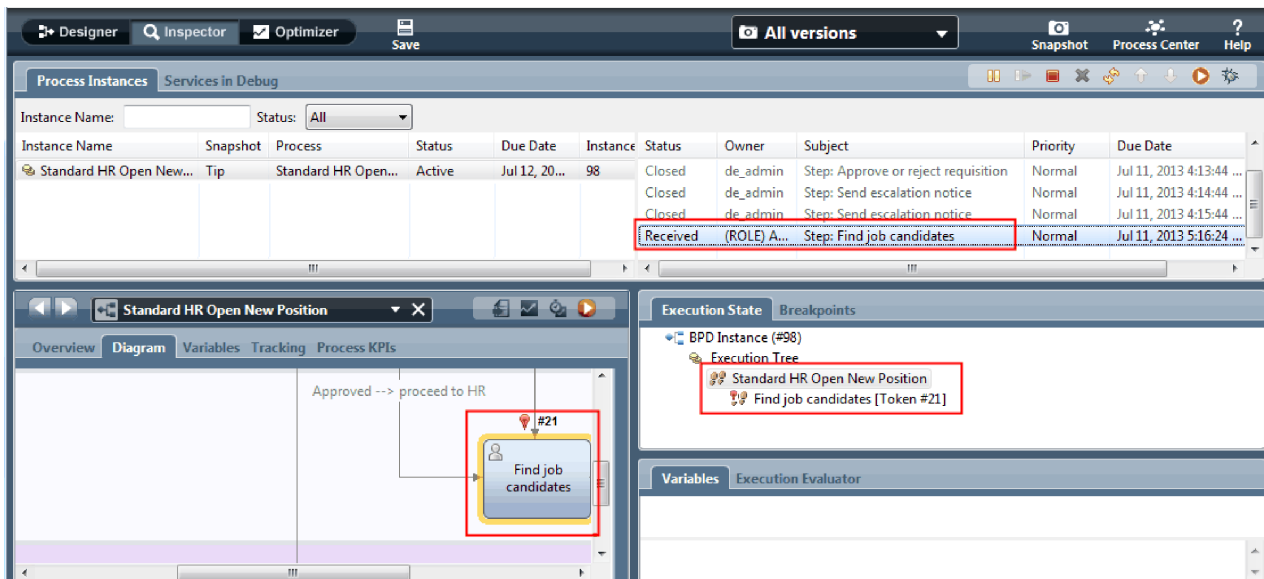 Designer Inspector Optimizer Save All versions Snapshot Process Center Help
Process Instances Services in Debug
Instance Name: Status: All
Instance Name Snapshot Process Status Due Date Instance Status Owner Subject Priority Due Date
Standard HR Open New... Tip Standard HR Open... Active Jul 12, 20... 98 Closed de_admin Step: Approve or reject requisition Normal Jul 11, 2013 4:13:44 ...
Closed de_admin Step: Send escalation notice Normal Jul 11, 2013 4:14:44 ...
Closed de_admin Step: Send escalation notice Normal Jul 11, 2013 4:15:44 ...
Received (ROLE) A... Step: Find job candidates Normal Jul 11, 2013 5:16:24 ...
Standard HR Open New Position
Overview Diagram Variables Tracking Process KPIs
Approved --> proceed to HR
#21
Find job
candidates
Execution State Breakpoints
BPD Instance (#98)
Execution Tree
Standard HR Open New Position
Find job candidates [Token #21]
Variables Execution Evaluator